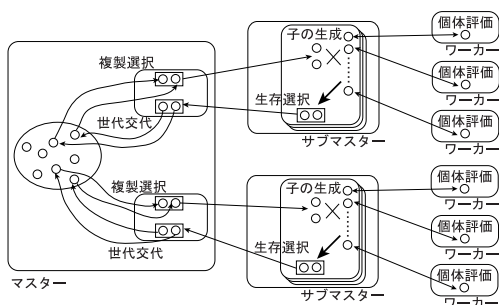 複製選択
世代交代
複製選択
世代交代
マスター
子の生成
生存選択
サブマスター
子の生成
生存選択
サブマスター
個体評価
ワーカー
個体評価
ワーカー
個体評価
ワーカー
個体評価
ワーカー
個体評価
ワーカー
個体評価
ワーカー